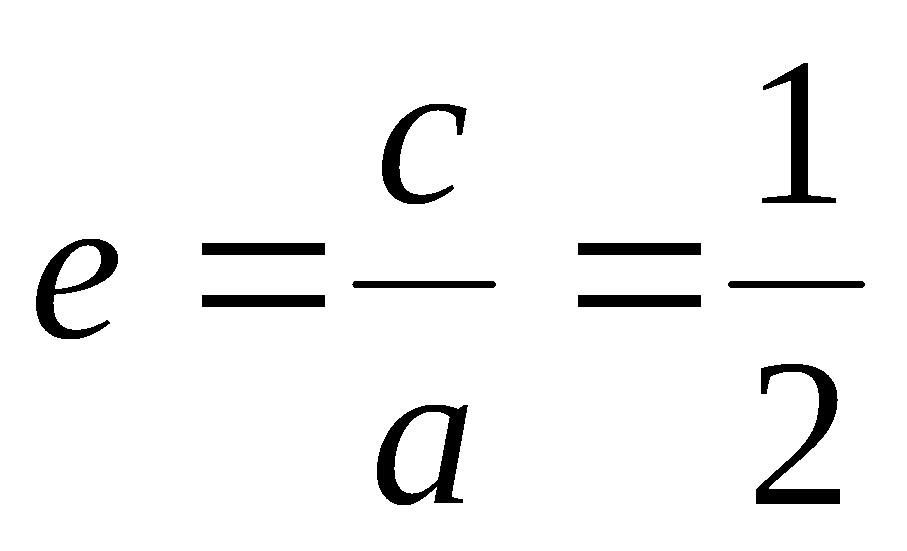 e = c/a = 1/2